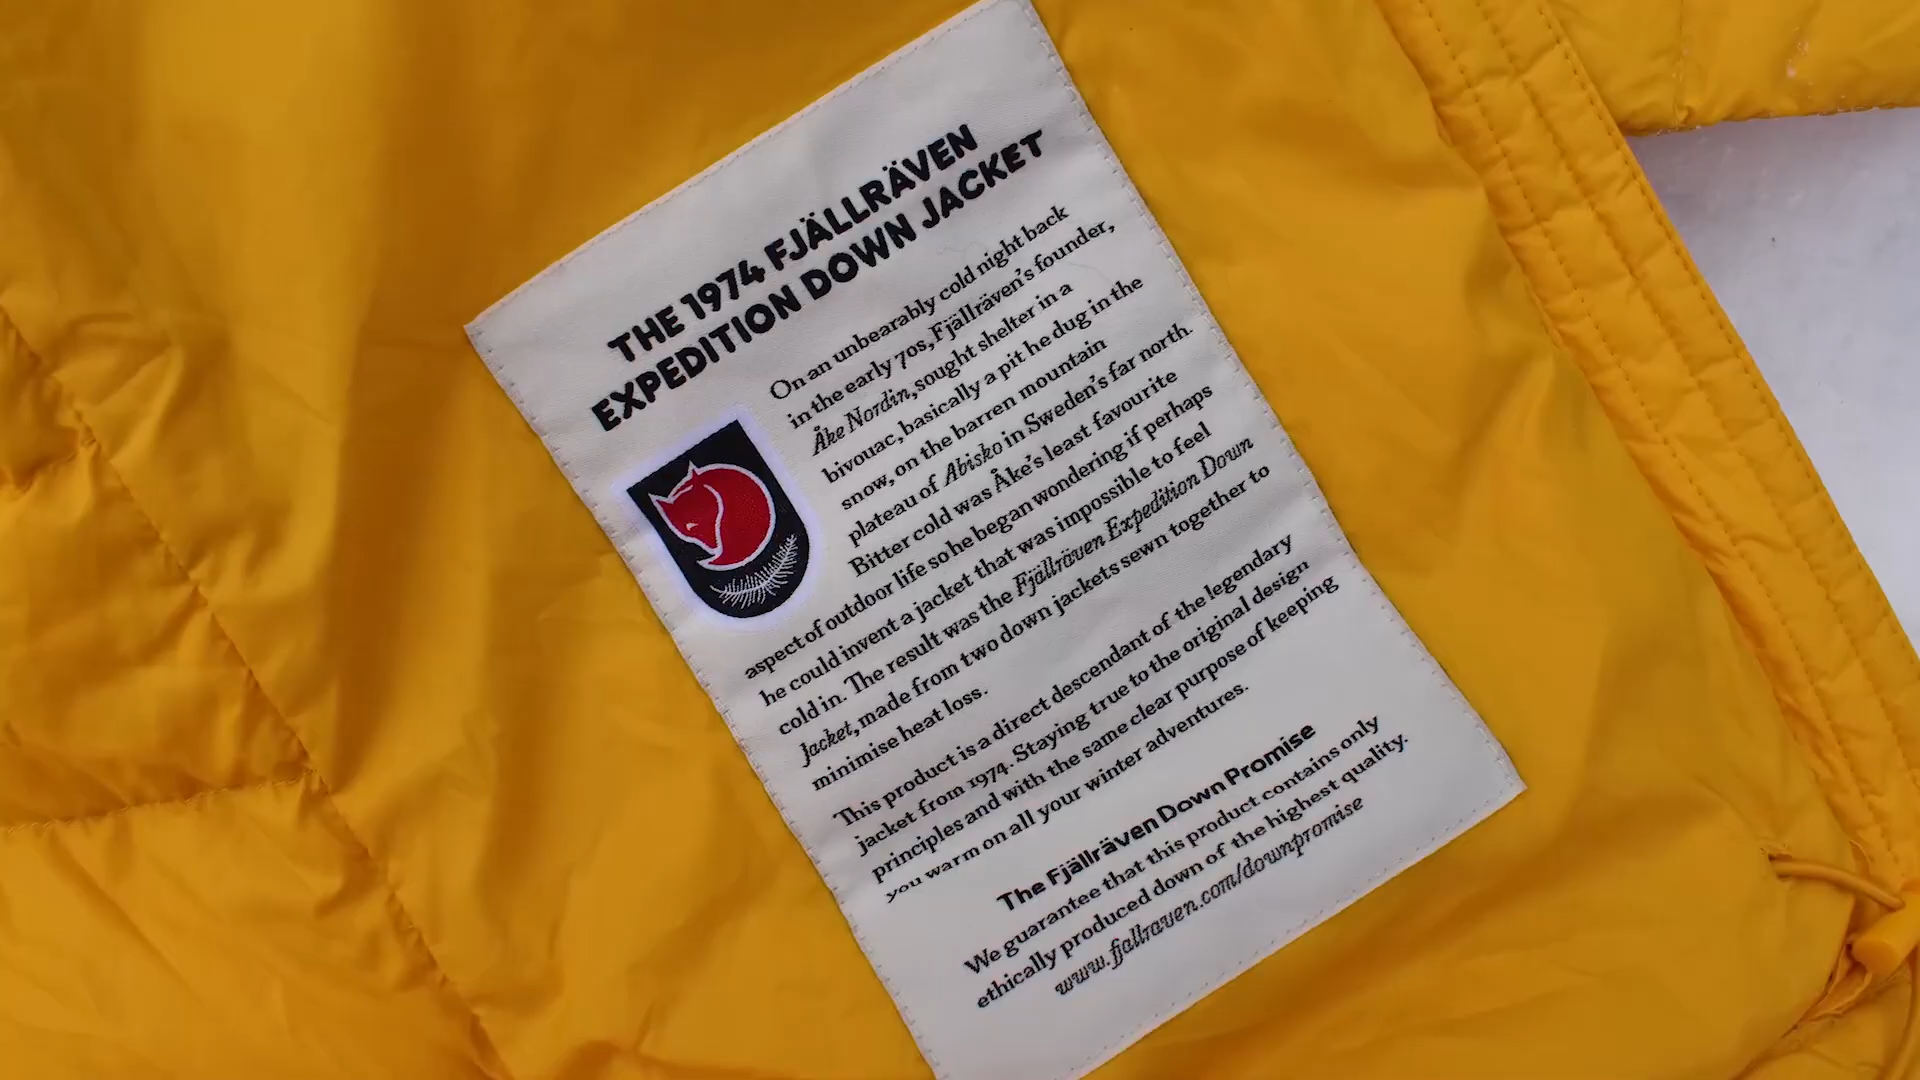 THE 1974 FJÄLLRÄVEN
EXPEDITION DOWN JACKET
On an unbearably cold night back
in the early 70s, Fjällräven's founder,
Åke Nordin, sought shelter in a
bivouac, basically a pit he dug in the
snow, on the barren mountain
plateau of Abisko in Sweden's far north.
Bitter cold was Åke's least favourite
aspect of outdoor life so he began wondering if perhaps
he could invent a jacket that was impossible to feel
cold in. The result was the Fjällräven Expedition Down
Jacket, made from two down jackets sewn together to
minimise heat loss.
This product is a direct descendant of the legendary
jacket from 1974. Staying true to the original design
principles and with the same clear purpose of keeping
you warm on all your winter adventures.
The Fjällräven Down Promise
We guarantee that this product contains only
ethically produced down of the highest quality.
www.fjallraven.com/downpromise